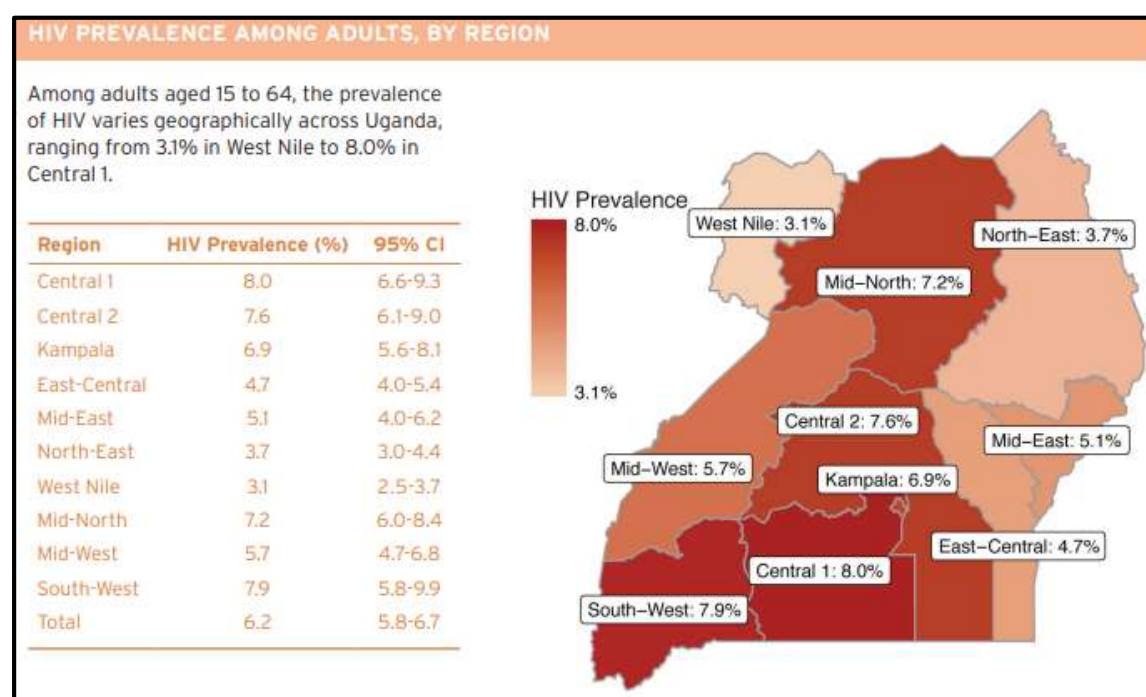 HIV PREVALENCE AMONG ADULTS, BY REGION
Among adults aged 15 to 64, the prevalence
of HIV varies geographically across Uganda,
ranging from 3.1% in West Nile to 8.0% in
Central 1.
Region HIV Prevalence (%) 95% CI
Central 1 8.0 6.6-9.3
Central 2 7.6 6.1-9.0
Kampala 6.9 5.6-8.1
East-Central 4.7 4.0-5.4
Mid-East 5.1 4.0-6.2
North-East 3.7 3.0-4.4
West Nile 3.1 2.5-3.7
Mid-North 7.2 6.0-8.4
Mid-West 5.7 4.7-6.8
South-West 7.9 5.8-9.9
Total 6.2 5.8-6.7
HIV Prevalence
8.0%
3.1%
West Nile: 3.1%
North-East: 3.7%
Mid-North: 7.2%
Central 2: 7.6%
Mid-East: 5.1%
Mid-West: 5.7%
Kampala: 6.9%
East-Central: 4.7%
Central 1: 8.0%
South-West: 7.9%